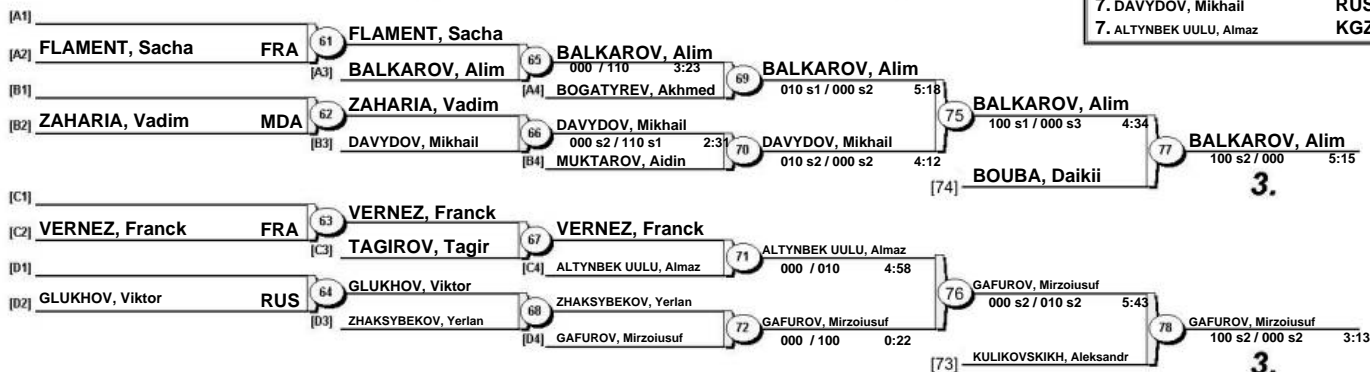 7. DAVYDOV, Mikhail RUS
7. ALTYNBEK UULU, Almaz KGZ
[A1]
[A2] FLAMENT, Sacha FRA
61
FLAMENT, Sacha
[A3] BALKAROV, Alim
65
BALKAROV, Alim
000 / 110 3:23
[A4] BOGATYREV, Akhmed
69
BALKAROV, Alim
010 s1 / 000 s2 5:18
[B1]
[B2] ZAHARIA, Vadim MDA
62
ZAHARIA, Vadim
[B3] DAVYDOV, Mikhail
66
DAVYDOV, Mikhail
000 s2 / 110 s1 2:31
[B4] MUKTAROV, Aidin
70
DAVYDOV, Mikhail
010 s2 / 000 s2 4:12
75
BALKAROV, Alim
100 s1 / 000 s3 4:34
[74] BOUBA, Daikii
77
BALKAROV, Alim
100 s2 / 000 5:15
3.
[C1]
[C2] VERNEZ, Franck FRA
63
VERNEZ, Franck
[C3] TAGIROV, Tagir
67
VERNEZ, Franck
[C4] ALTYNBEK UULU, Almaz
71
ALTYNBEK UULU, Almaz
000 / 010 4:58
[D1]
[D2] GLUKHOV, Viktor RUS
64
GLUKHOV, Viktor
[D3] ZHAKSYBEKOV, Yerlan
68
ZHAKSYBEKOV, Yerlan
[D4] GAFUROV, Mirzoiusuf
72
GAFUROV, Mirzoiusuf
000 / 100 0:22
76
GAFUROV, Mirzoiusuf
000 s2 / 010 s2 5:43
[73] KULIKOVSKIKH, Aleksandr
78
GAFUROV, Mirzoiusuf
100 s2 / 000 s2 3:13
3.